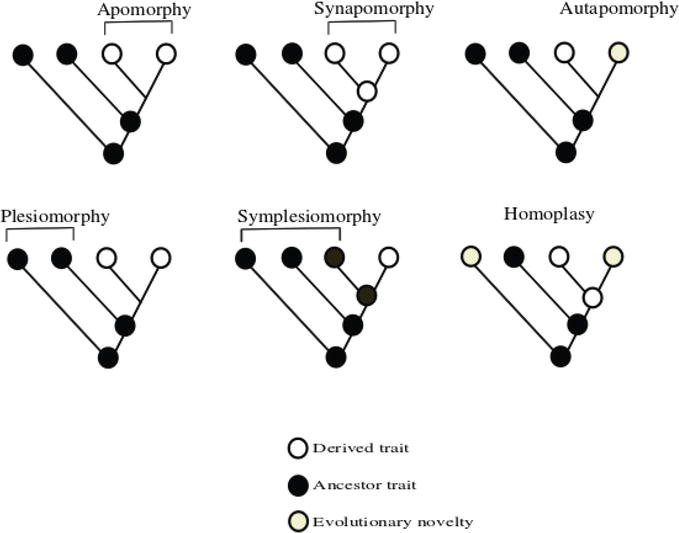 Apomorphy
Synapomorphy
Autapomorphy
Plesiomorphy
Symplesiomorphy
Homoplasy
Derived trait
Ancestor trait
Evolutionary novelty